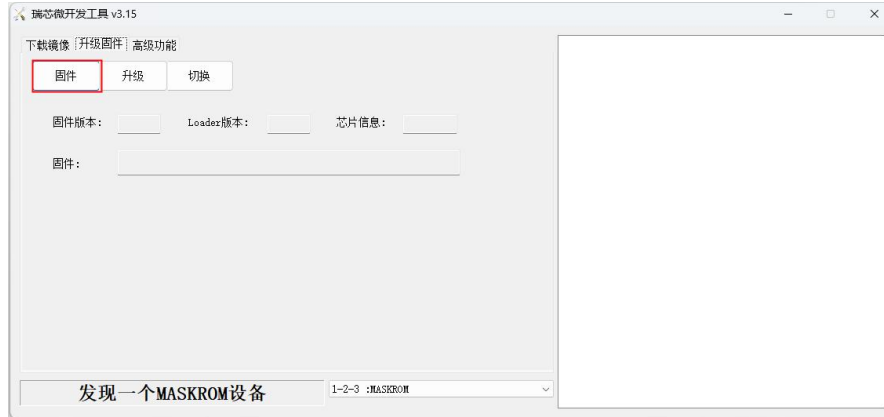 瑞芯微开发工具 v3.15
下载镜像 升级固件 高级功能
固件 升级 切换
固件版本: Loader版本: 芯片信息:
固件:
发现一个MASKROM设备 1-2-3 :MASKROM